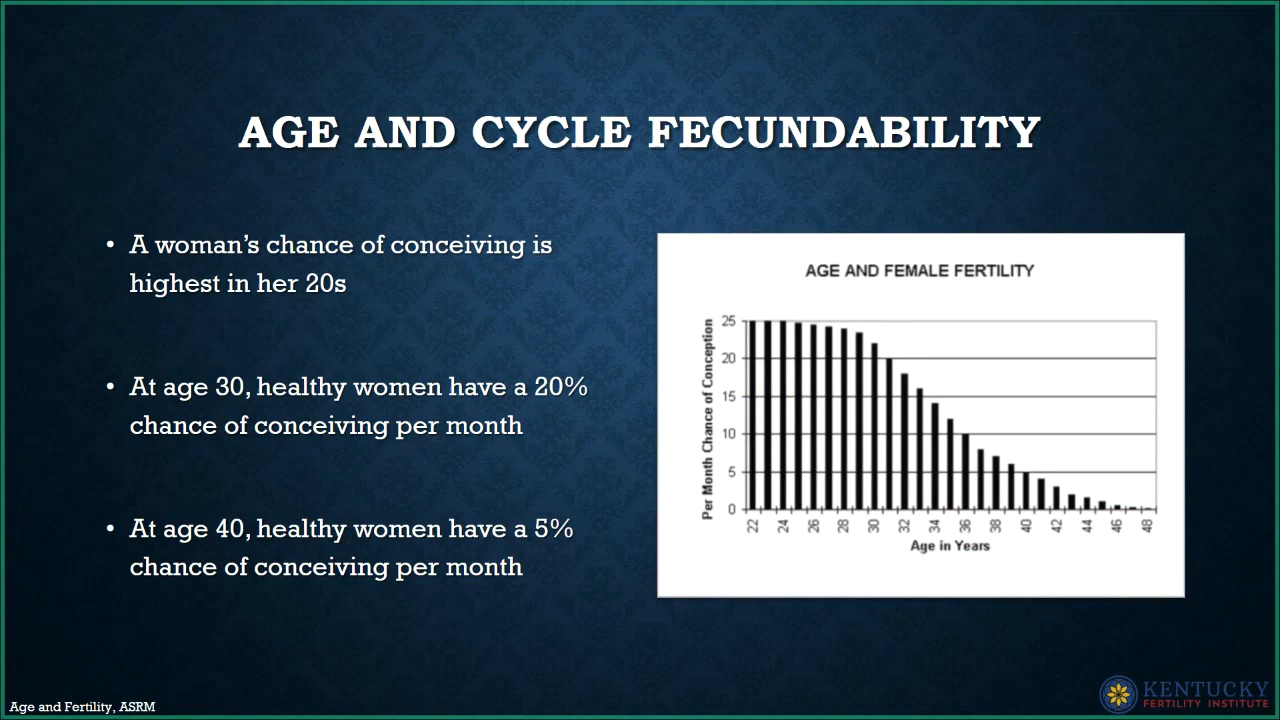 AGE AND CYCLE FECUNDABILITY
• A woman's chance of conceiving is
highest in her 20s
• At age 30, healthy women have a 20%
chance of conceiving per month
• At age 40, healthy women have a 5%
chance of conceiving per month
AGE AND FEMALE FERTILITY
Per Month Chance of Conception
25
20
15
10
5
0
22 24 26 28 30 32 34 36 38 40 42 44 46 48
Age in Years
Age and Fertility, ASRM
KENTUCKY
FERTILITY INSTITUTE